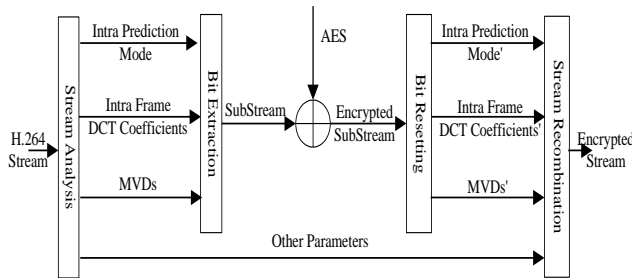 H.264
Stream
Stream Analysis
Intra Prediction
Mode
Intra Frame
DCT Coefficients
MVDs
Bit Extraction
SubStream
AES
Encrypted
SubStream
Bit Resetting
Intra Prediction
Mode'
Intra Frame
DCT Coefficients'
MVDs'
Other Parameters
Stream Recombination
Encrypted
Stream